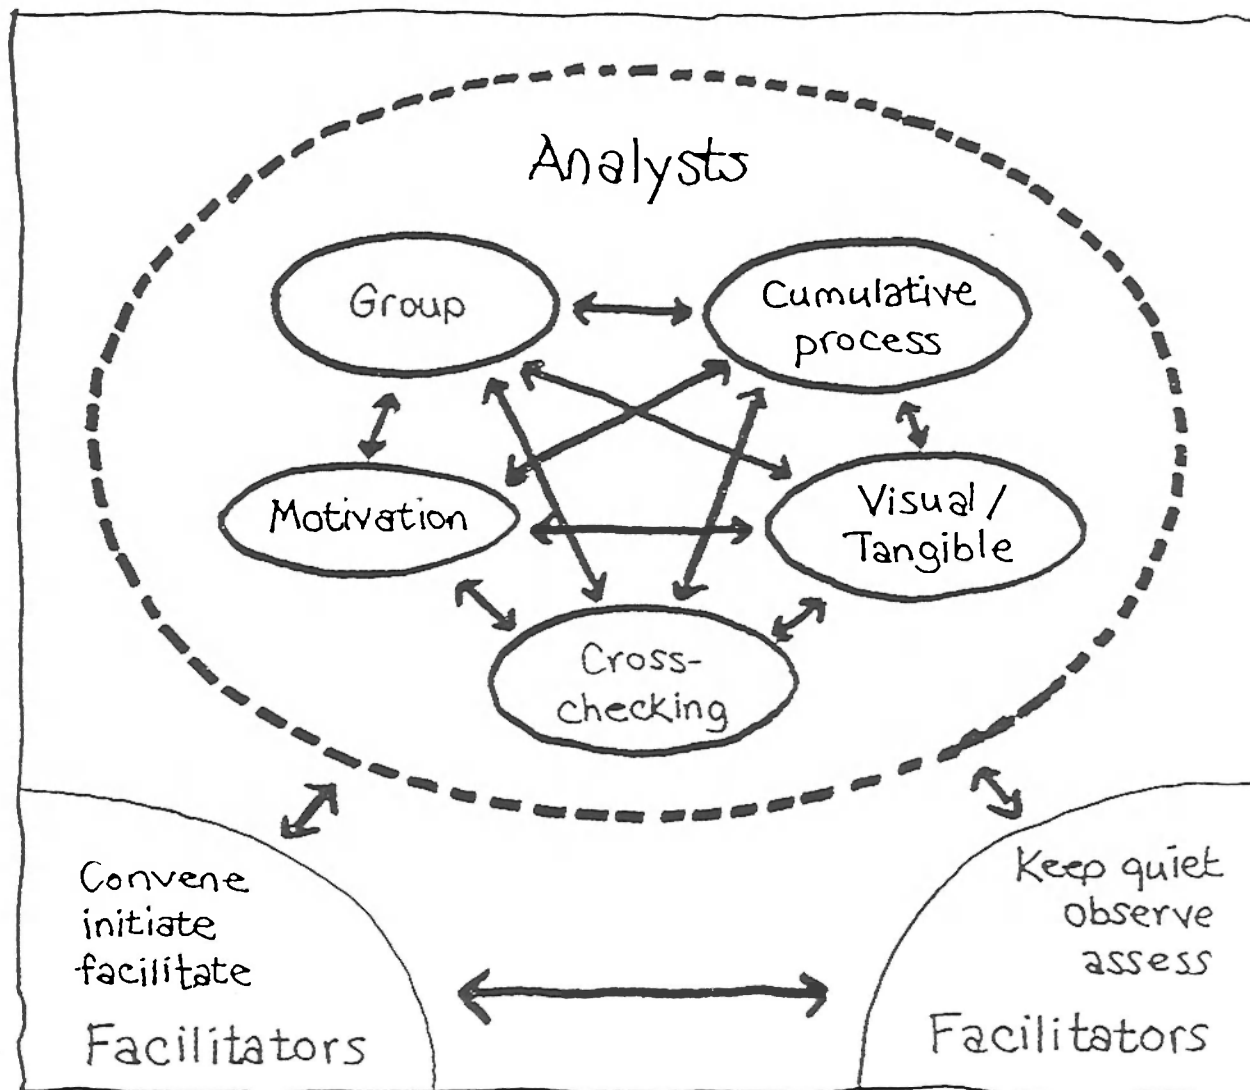 Analysts
Group
Cumulative
process
Motivation
Visual /
Tangible
Cross-
checking
Convene
initiate
facilitate
Facilitators
Keep quiet
observe
assess
Facilitators